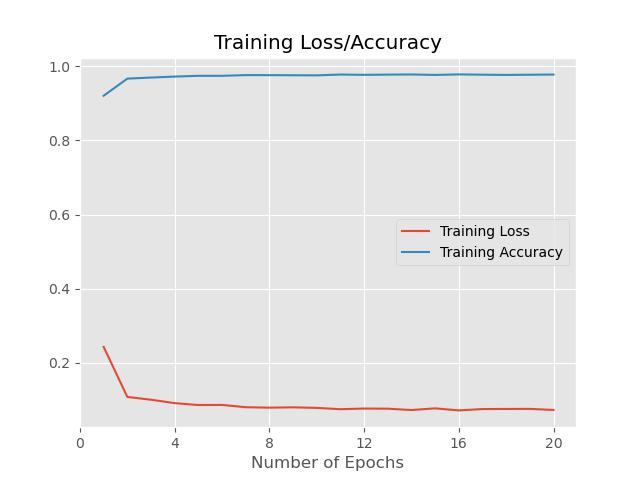 Training Loss/Accuracy
1.0
0.8
0.6
0.4
0.2
Training Loss
Training Accuracy
0 4 8 12 16 20
Number of Epochs